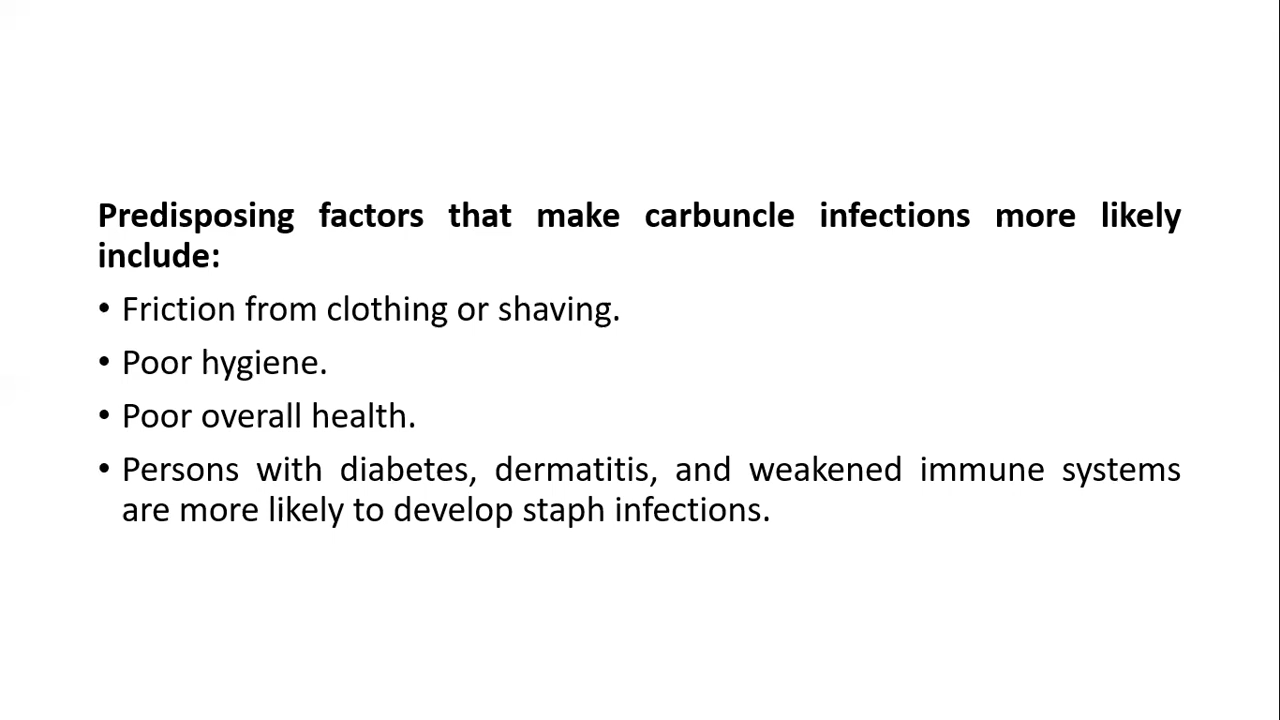 Predisposing factors that make carbuncle infections more likely
include:
• Friction from clothing or shaving.
• Poor hygiene.
• Poor overall health.
• Persons with diabetes, dermatitis, and weakened immune systems
are more likely to develop staph infections.